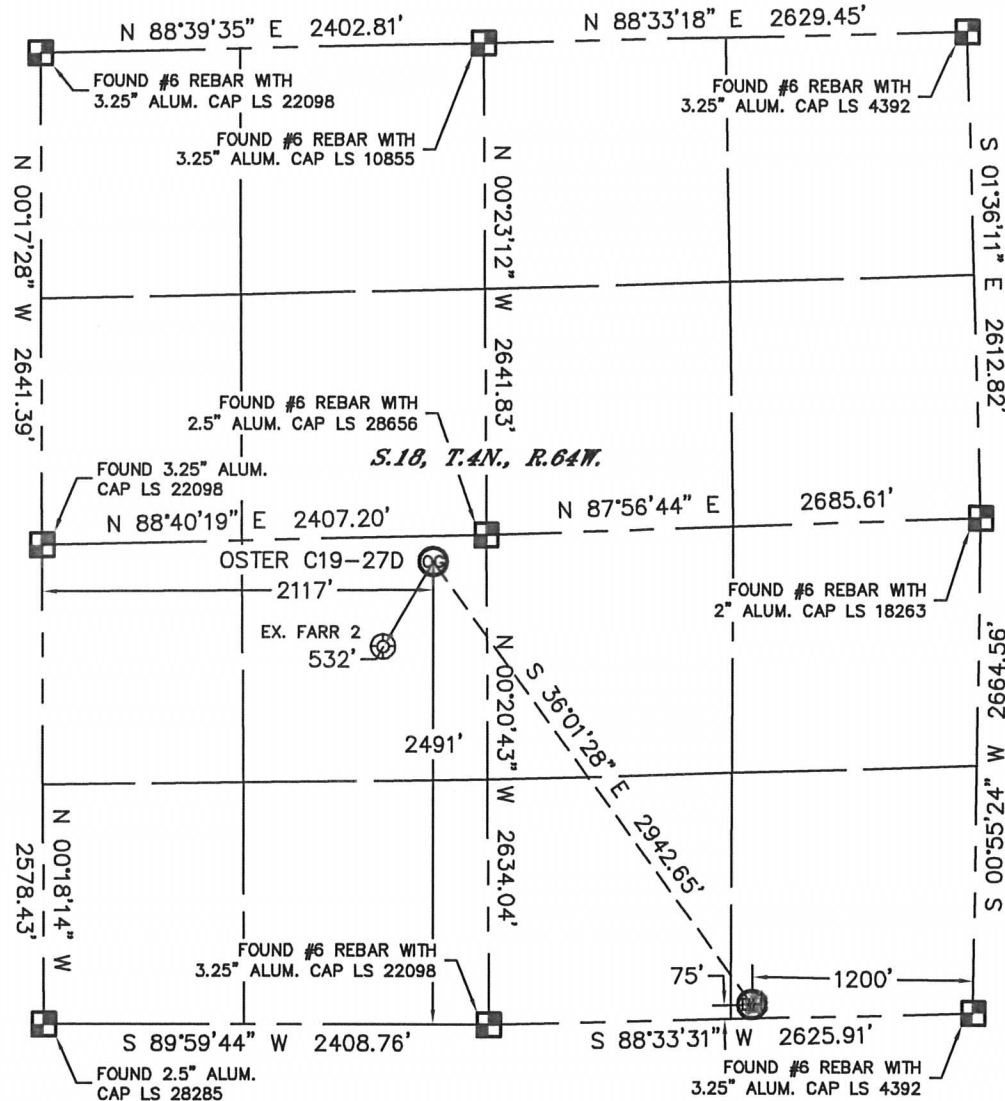 N 88°39'35" E 2402.81'
N 88°33'18" E 2629.45'
FOUND #6 REBAR WITH
3.25" ALUM. CAP LS 22098
FOUND #6 REBAR WITH
3.25" ALUM. CAP LS 4392
FOUND #6 REBAR WITH
3.25" ALUM. CAP LS 10855
N 00°17'28" W 2641.39'
N 00°23'12" W 2641.83'
S 01°36'11" E 2612.82'
FOUND #6 REBAR WITH
2.5" ALUM. CAP LS 28656
S.18, T.4N., R.64W.
FOUND 3.25" ALUM.
CAP LS 22098
N 88°40'19" E 2407.20'
N 87°56'44" E 2685.61'
OSTER C19-27D
OG
2117'
FOUND #6 REBAR WITH
2" ALUM. CAP LS 18263
EX. FARR 2
532'
N 00°20'43" W 2634.04'
S 36°01'28" E 2942.65'
S 00°55'24" W 2664.56'
2491'
N 00°18'14" W
2578.43'
FOUND #6 REBAR WITH
3.25" ALUM. CAP LS 22098
75'
1200'
S 89°59'44" W 2408.76'
S 88°33'31" W 2625.91'
FOUND 2.5" ALUM.
CAP LS 28285
FOUND #6 REBAR WITH
3.25" ALUM. CAP LS 4392